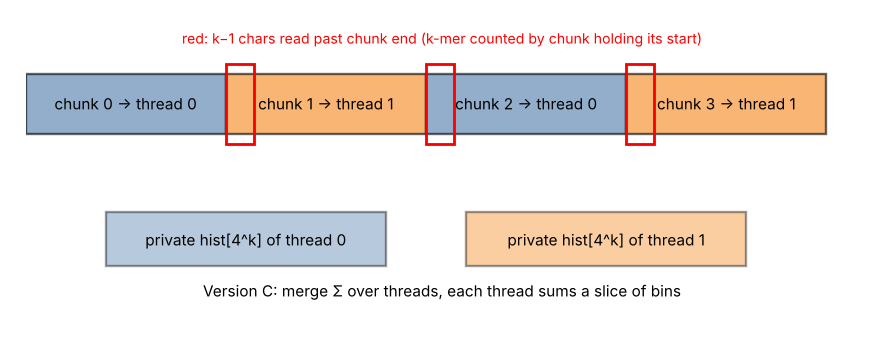 red: k−1 chars read past chunk end (k-mer counted by chunk holding its start)
chunk 0 → thread 0
chunk 1 → thread 1
chunk 2 → thread 0
chunk 3 → thread 1
private hist[4^k] of thread 0
private hist[4^k] of thread 1
Version C: merge Σ over threads, each thread sums a slice of bins